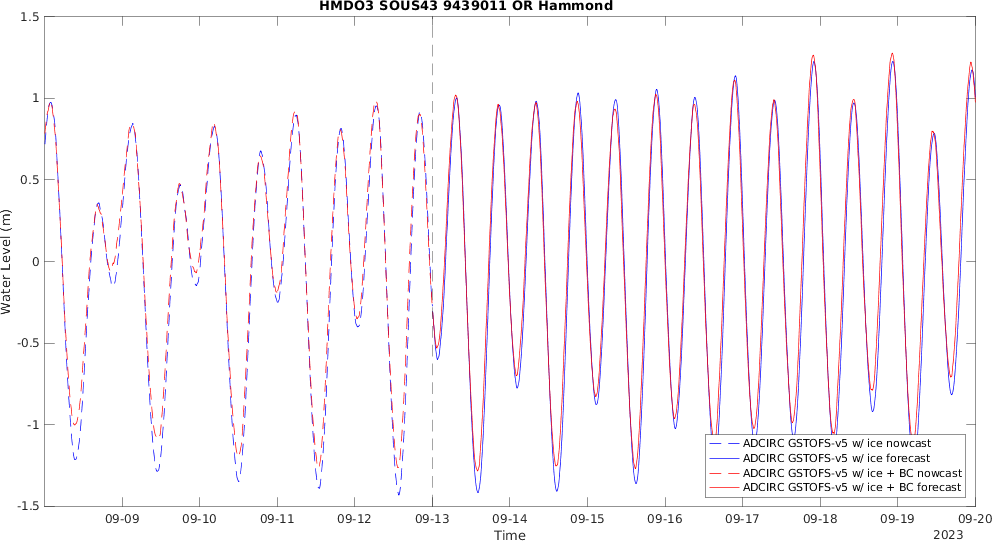 HMDO3 SOUS43 9439011 OR Hammond
1.5
1
0.5
0
-0.5
-1
-1.5
Water Level (m)
09-09 09-10 09-11 09-12 09-13 09-14 09-15 09-16 09-17 09-18 09-19 09-20
Time
2023
ADCIRC GSTOFS-v5 w/ ice nowcast
ADCIRC GSTOFS-v5 w/ ice forecast
ADCIRC GSTOFS-v5 w/ ice + BC nowcast
ADCIRC GSTOFS-v5 w/ ice + BC forecast